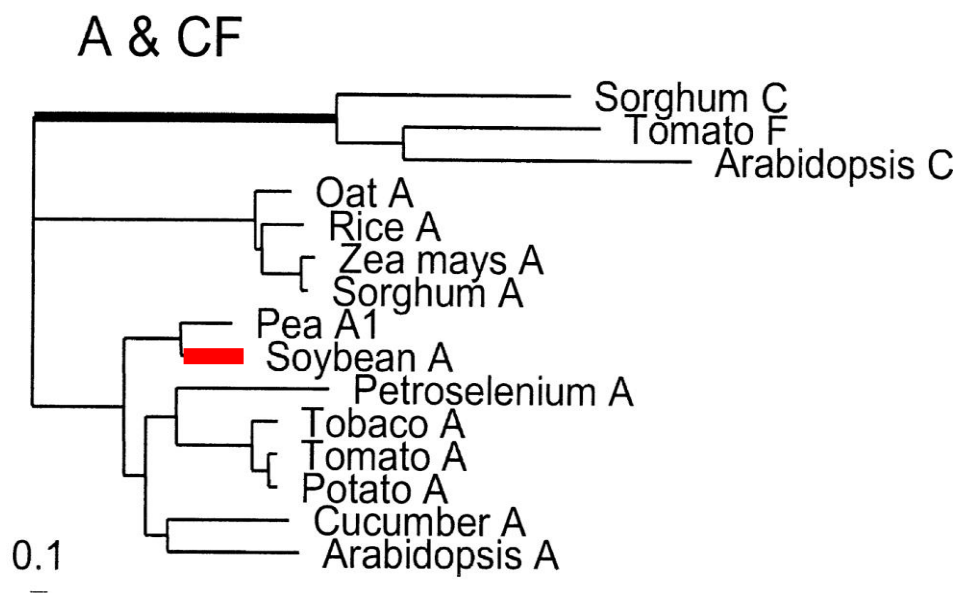 A & CF
Sorghum C
Tomato F
Arabidopsis C
Oat A
Rice A
Zea mays A
Sorghum A
Pea A1
Soybean A
Petroselenium A
Tobaco A
Tomato A
Potato A
Cucumber A
Arabidopsis A
0.1